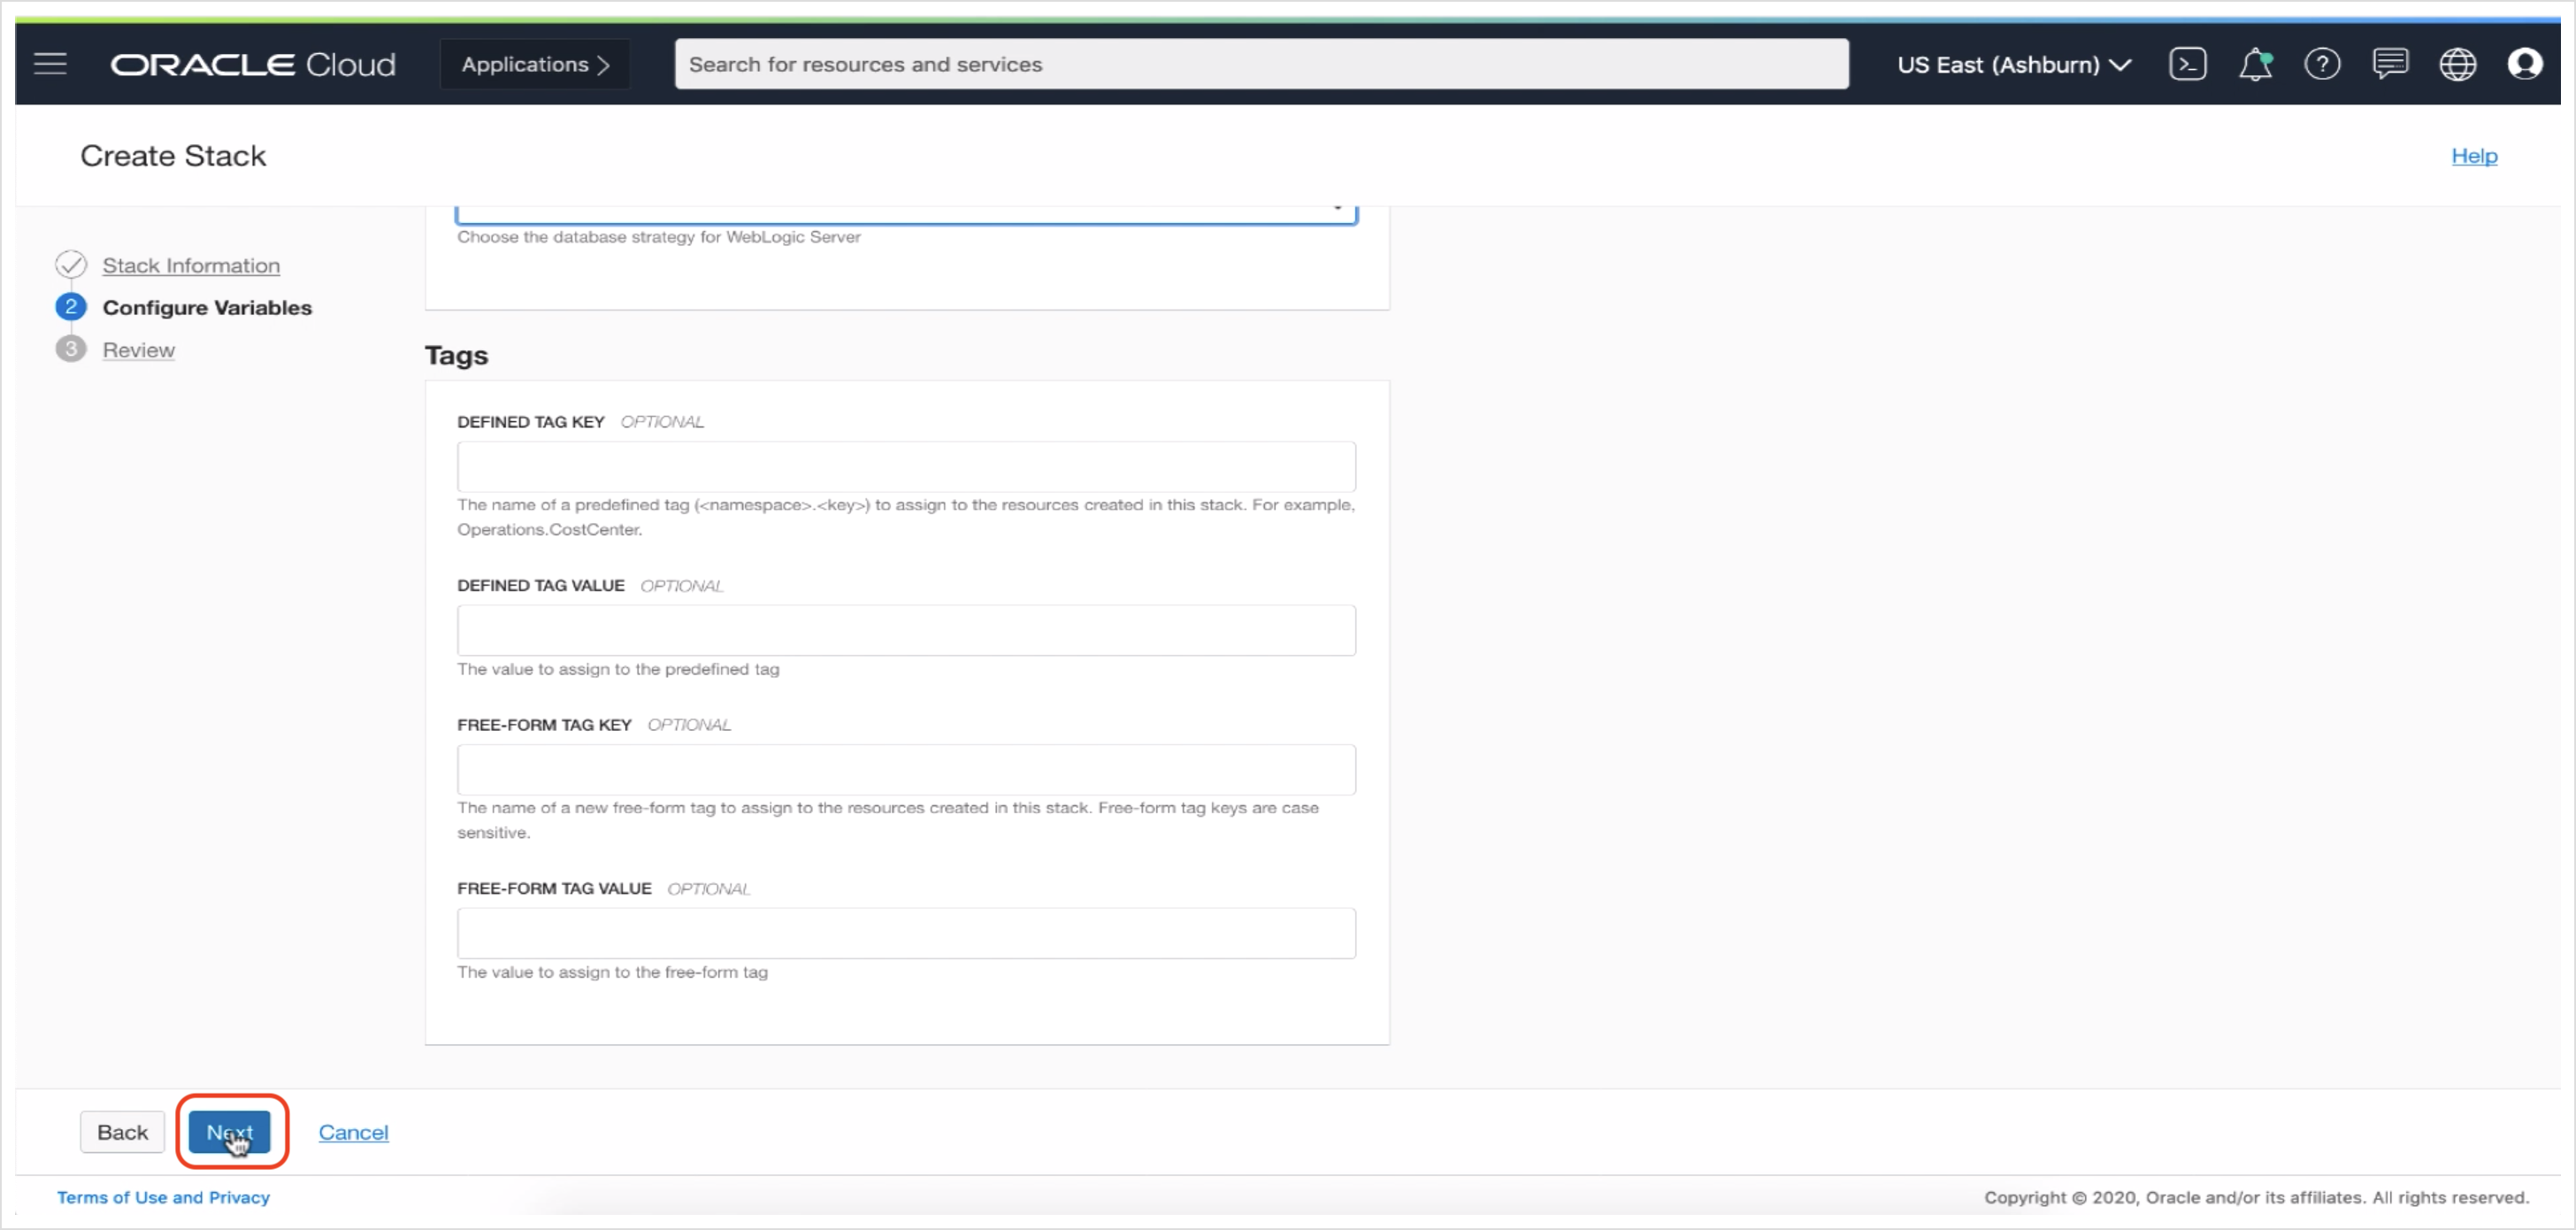 ORACLE Cloud
Applications
Search for resources and services
US East (Ashburn)
Create Stack
Help
Stack Information
2 Configure Variables
3 Review
Choose the database strategy for WebLogic Server
Tags
DEFINED TAG KEY OPTIONAL
The name of a predefined tag (<namespace>.<key>) to assign to the resources created in this stack. For example,
Operations.CostCenter.
DEFINED TAG VALUE OPTIONAL
The value to assign to the predefined tag
FREE-FORM TAG KEY OPTIONAL
The name of a new free-form tag to assign to the resources created in this stack. Free-form tag keys are case
sensitive.
FREE-FORM TAG VALUE OPTIONAL
The value to assign to the free-form tag
Back
Next
Cancel
Terms of Use and Privacy
Copyright © 2020, Oracle and/or its affiliates. All rights reserved.